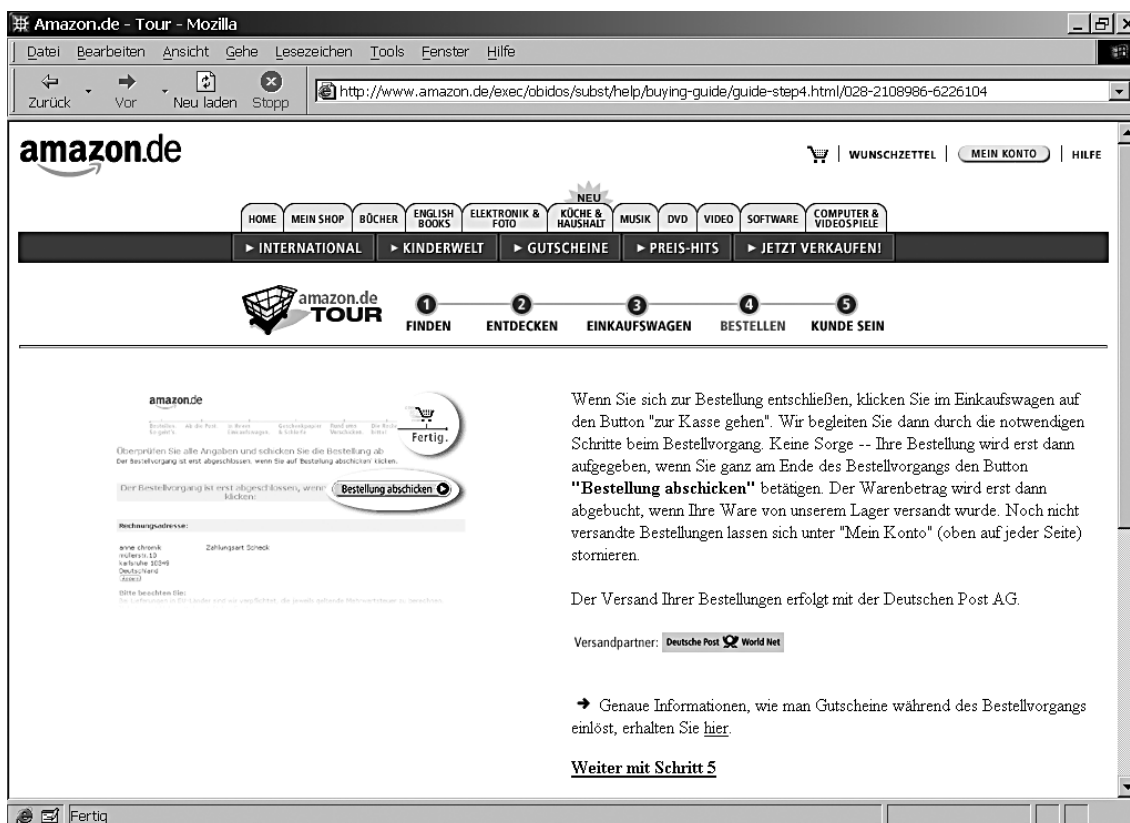 Amazon.de - Tour - Mozilla
Datei Bearbeiten Ansicht Gehe Lesezeichen Tools Fenster Hilfe
Zurück Vor Neu laden Stopp
http://www.amazon.de/exec/obidos/subst/help/buying-guide/guide-step4.html/028-2108986-6226104
amazon.de
WUNSCHZETTEL | MEIN KONTO | HILFE
NEU
HOME MEIN SHOP BÜCHER ENGLISH BOOKS ELEKTRONIK & FOTO KÜCHE & HAUSHALT MUSIK DVD VIDEO SOFTWARE COMPUTER & VIDEOSPIELE
INTERNATIONAL KINDERWELT GUTSCHEINE PREIS-HITS JETZT VERKAUFEN!
amazon.de
TOUR
1 2 3 4 5
FINDEN ENTDECKEN EINKAUFSWAGEN BESTELLEN KUNDE SEIN
amazon.de
Fertig.
Überprüfen Sie alle Angaben und schicken Sie die Bestellung ab
Der Bestellvorgang ist erst abgeschlossen, wenn Sie auf Bestellung abschicken klicken.
Der Bestellvorgang ist erst abgeschlossen, wenn
klicken:
Bestellung abschicken
Rechnungsadresse:
anne chronik Zahlungsart Scheck
müllerstr.10
karlsruhe
Deutschland
Bitte beachten Sie:
Wenn Sie sich zur Bestellung entschließen, klicken Sie im Einkaufswagen auf
den Button "zur Kasse gehen". Wir begleiten Sie dann durch die notwendigen
Schritte beim Bestellvorgang. Keine Sorge -- Ihre Bestellung wird erst dann
aufgegeben, wenn Sie ganz am Ende des Bestellvorgangs den Button
"Bestellung abschicken" betätigen. Der Warenbetrag wird erst dann
abgebucht, wenn Ihre Ware von unserem Lager versandt wurde. Noch nicht
versandte Bestellungen lassen sich unter "Mein Konto" (oben auf jeder Seite)
stornieren.
Der Versand Ihrer Bestellungen erfolgt mit der Deutschen Post AG.
Versandpartner: Deutsche Post World Net
Genaue Informationen, wie man Gutscheine während des Bestellvorgangs
einlöst, erhalten Sie hier.
Weiter mit Schritt 5
Fertig